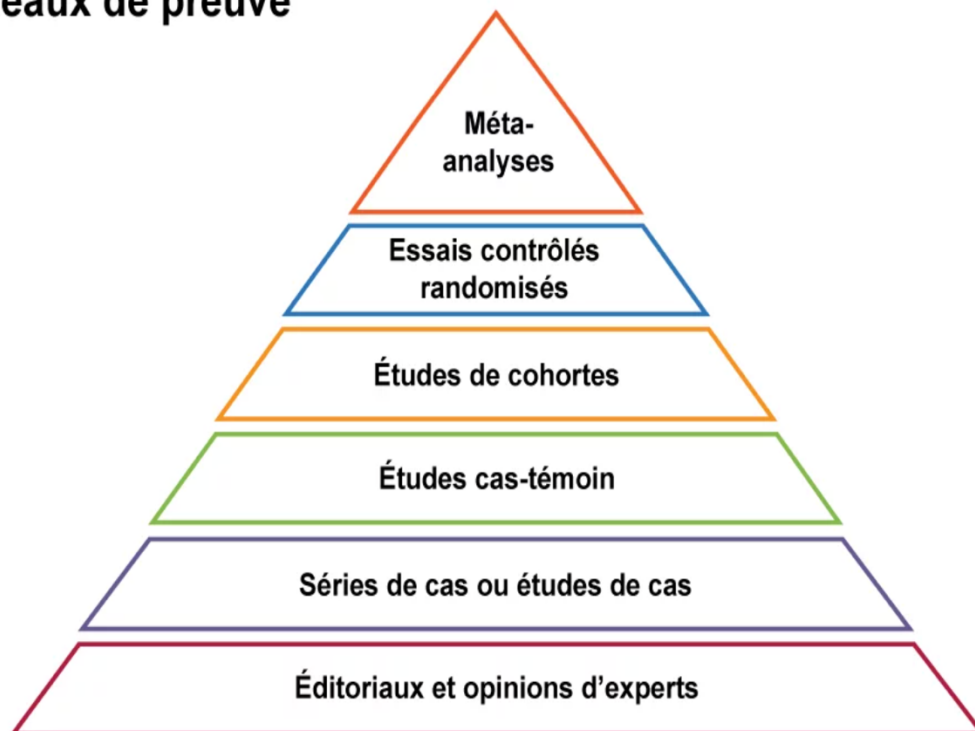 de preuve
Méta-
analyses
Essais contrôlés
randomisés
Études de cohortes
Études cas-témoin
Séries de cas ou études de cas
Éditoriaux et opinions d’experts